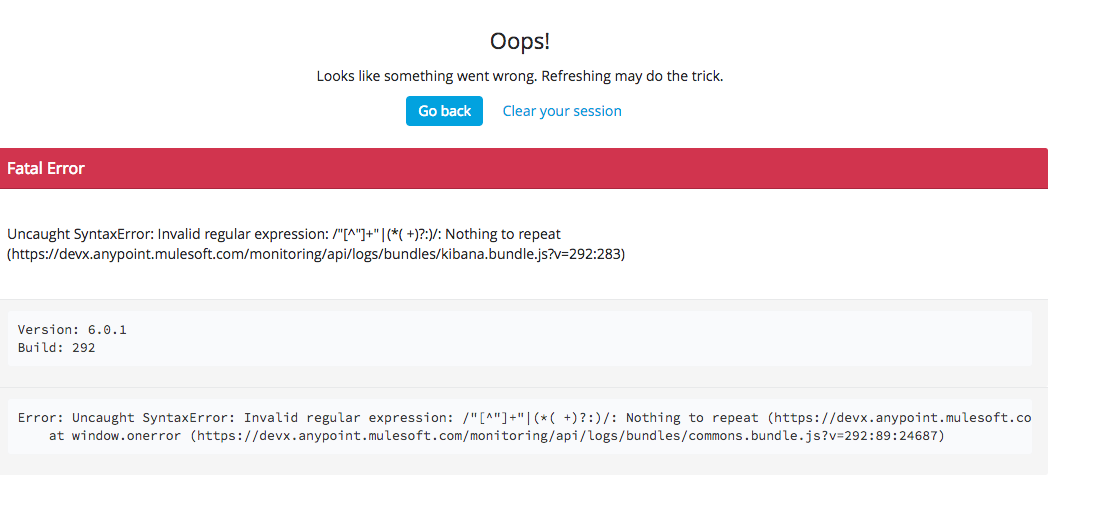 Oops!
Looks like something went wrong. Refreshing may do the trick.
Go back
Clear your session
Fatal Error
Uncaught SyntaxError: Invalid regular expression: /"[^"]+"|(*( +)?:)/: Nothing to repeat
(https://devx.anypoint.mulesoft.com/monitoring/api/logs/bundles/kibana.bundle.js?v=292:283)
Version: 6.0.1
Build: 292
Error: Uncaught SyntaxError: Invalid regular expression: /"[^"]+"|(*( +)?:)/: Nothing to repeat (https://devx.anypoint.mulesoft.co
at window.onerror (https://devx.anypoint.mulesoft.com/monitoring/api/logs/bundles/commons.bundle.js?v=292:89:24687)